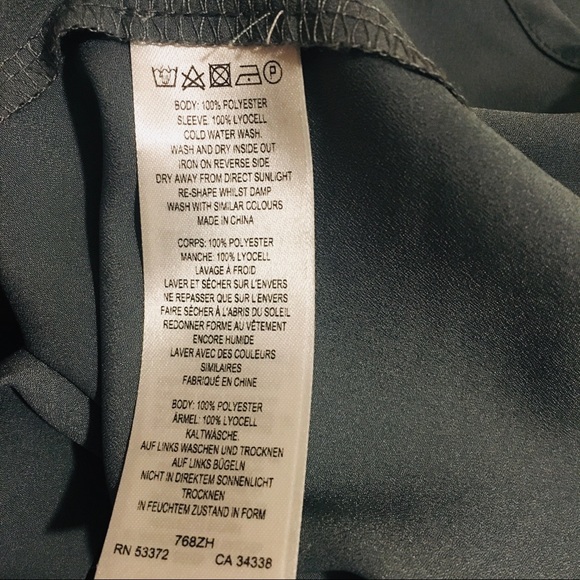 BODY: 100% POLYESTER
SLEEVE: 100% LYOCELL
COLD WATER WASH.
WASH AND DRY INSIDE OUT
IRON ON REVERSE SIDE
DRY AWAY FROM DIRECT SUNLIGHT
RE-SHAPE WHILST DAMP
WASH WITH SIMILAR COLOURS
MADE IN CHINA
CORPS: 100% POLYESTER
MANCHE: 100% LYOCELL
LAVAGE À FROID
LAVER ET SÉCHER SUR L'ENVERS
NE REPASSER QUE SUR L'ENVERS
FAIRE SÉCHER À L'ABRIS DU SOLEIL
REDONNER FORME AU VÊTEMENT
ENCORE HUMIDE
LAVER AVEC DES COULEURS
SIMILAIRES
FABRIQUÉ EN CHINE
BODY: 100% POLYESTER
ÄRMEL: 100% LYOCELL
KALTWÄSCHE.
AUF LINKS WASCHEN UND TROCKNEN
AUF LINKS BÜGELN
NICHT IN DIREKTEM SONNENLICHT
TROCKNEN
IN FEUCHTEM ZUSTAND IN FORM
768ZH
RN 53372 CA 34338